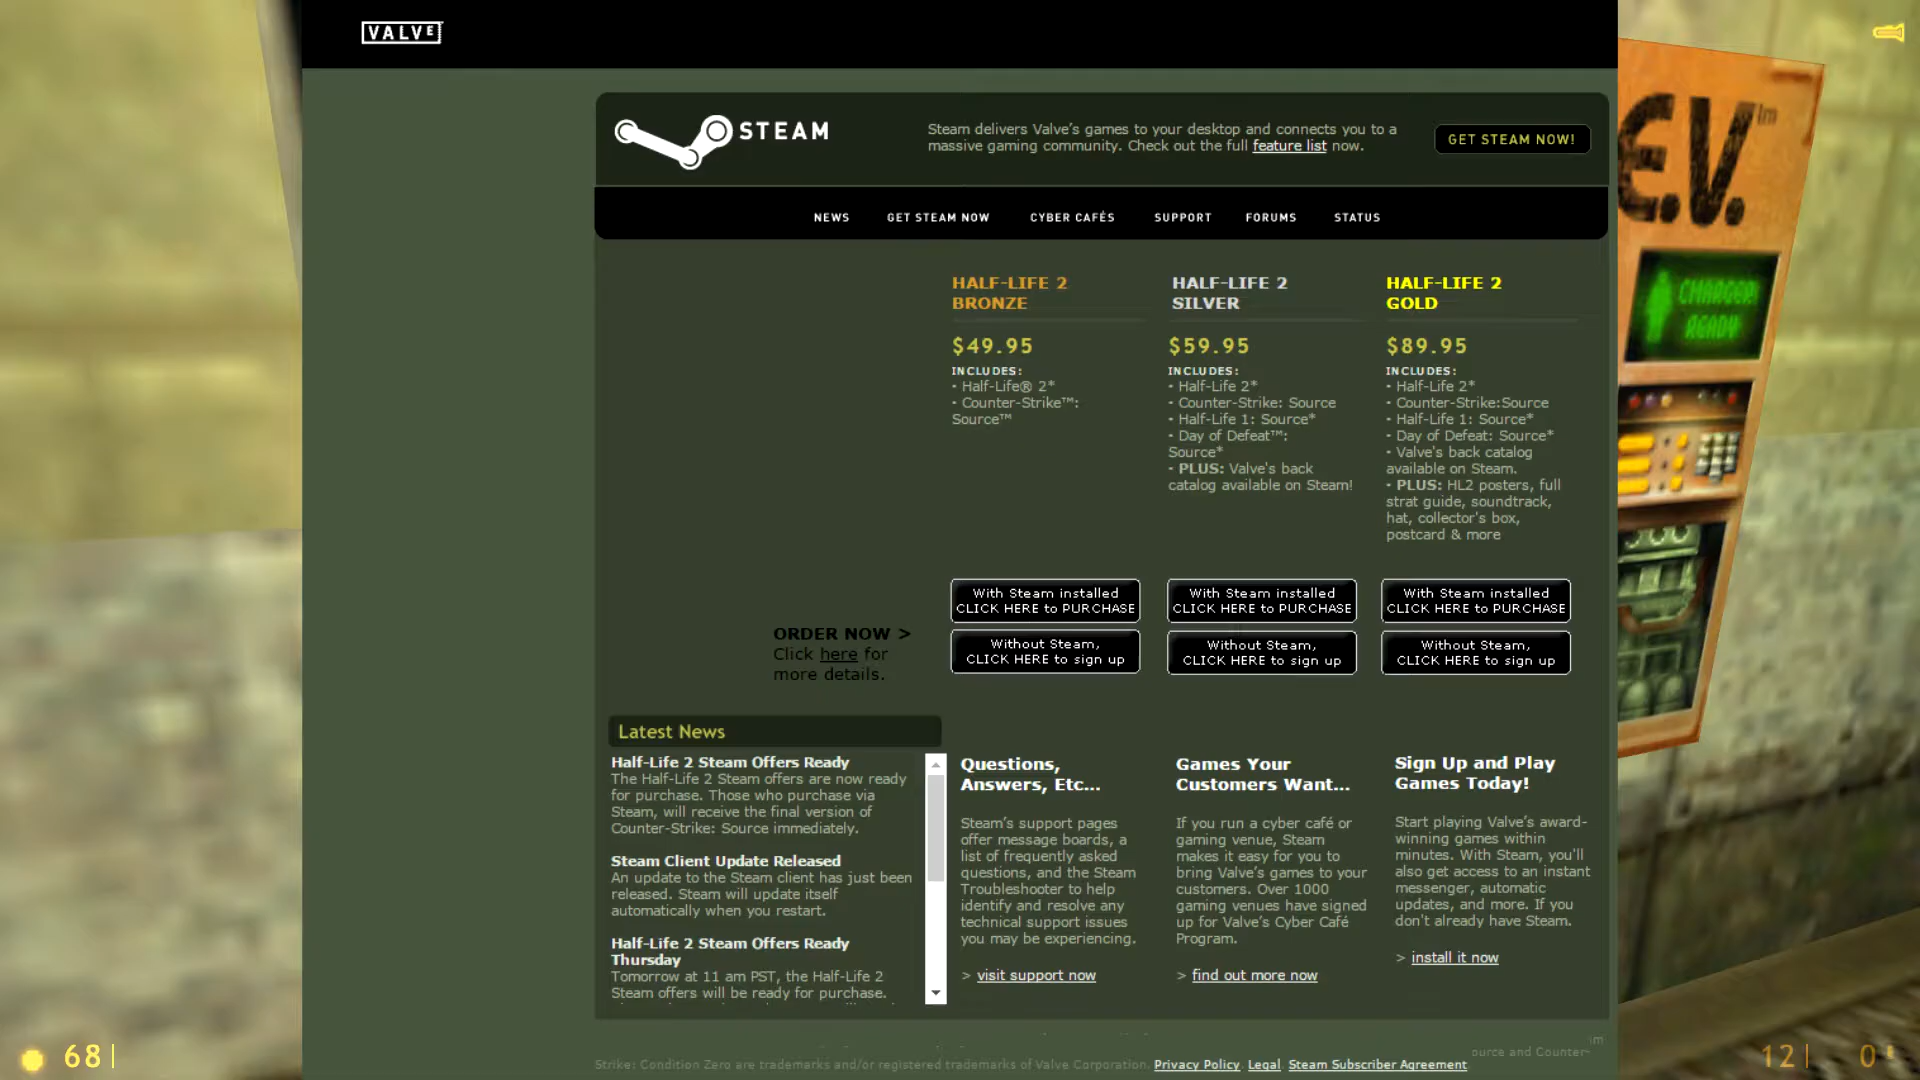 VALVE
STEAM
Steam delivers Valve's games to your desktop and connects you to a
massive gaming community. Check out the full feature list now.
GET STEAM NOW!
NEWS GET STEAM NOW CYBER CAFÉS SUPPORT FORUMS STATUS
HALF-LIFE 2
BRONZE
$49.95
INCLUDES:
• Half-Life® 2*
• Counter-Strike™:
Source™
With Steam installed
CLICK HERE to PURCHASE
Without Steam,
CLICK HERE to sign up
HALF-LIFE 2
SILVER
$59.95
INCLUDES:
• Half-Life 2*
• Counter-Strike: Source
• Half-Life 1: Source*
• Day of Defeat™:
Source*
• PLUS: Valve's back
catalog available on Steam!
With Steam installed
CLICK HERE to PURCHASE
Without Steam,
CLICK HERE to sign up
HALF-LIFE 2
GOLD
$89.95
INCLUDES:
• Half-Life 2*
• Counter-Strike:Source
• Half-Life 1: Source*
• Day of Defeat: Source*
• Valve's back catalog
available on Steam.
• PLUS: HL2 posters, full
strat guide, soundtrack,
hat, collector's box,
postcard & more
With Steam installed
CLICK HERE to PURCHASE
Without Steam,
CLICK HERE to sign up
ORDER NOW >
Click here for
more details.
Latest News
Half-Life 2 Steam Offers Ready
The Half-Life 2 Steam offers are now ready
for purchase. Those who purchase via
Steam, will receive the final version of
Counter-Strike: Source immediately.
Steam Client Update Released
An update to the Steam client has just been
released. Steam will update itself
automatically when you restart.
Half-Life 2 Steam Offers Ready
Thursday
Tomorrow at 11 am PST, the Half-Life 2
Steam offers will be ready for purchase.
Questions,
Answers, Etc...
Steam's support pages
offer message boards, a
list of frequently asked
questions, and the Steam
Troubleshooter to help
identify and resolve any
technical support issues
you may be experiencing.
> visit support now
Games Your
Customers Want...
If you run a cyber café or
gaming venue, Steam
makes it easy for you to
bring Valve's games to your
customers. Over 1000
gaming venues have signed
up for Valve's Cyber Café
Program.
> find out more now
Sign Up and Play
Games Today!
Start playing Valve's award-
winning games within
minutes. With Steam, you'll
also get access to an instant
messenger, automatic
updates, and more. If you
don't already have Steam.
> install it now
ource and Counter-
Strike: Condition Zero are trademarks and/or registered trademarks of Valve Corporation. Privacy Policy. Legal. Steam Subscriber Agreement
E.V.™
CHARGER
READY
68
12 0